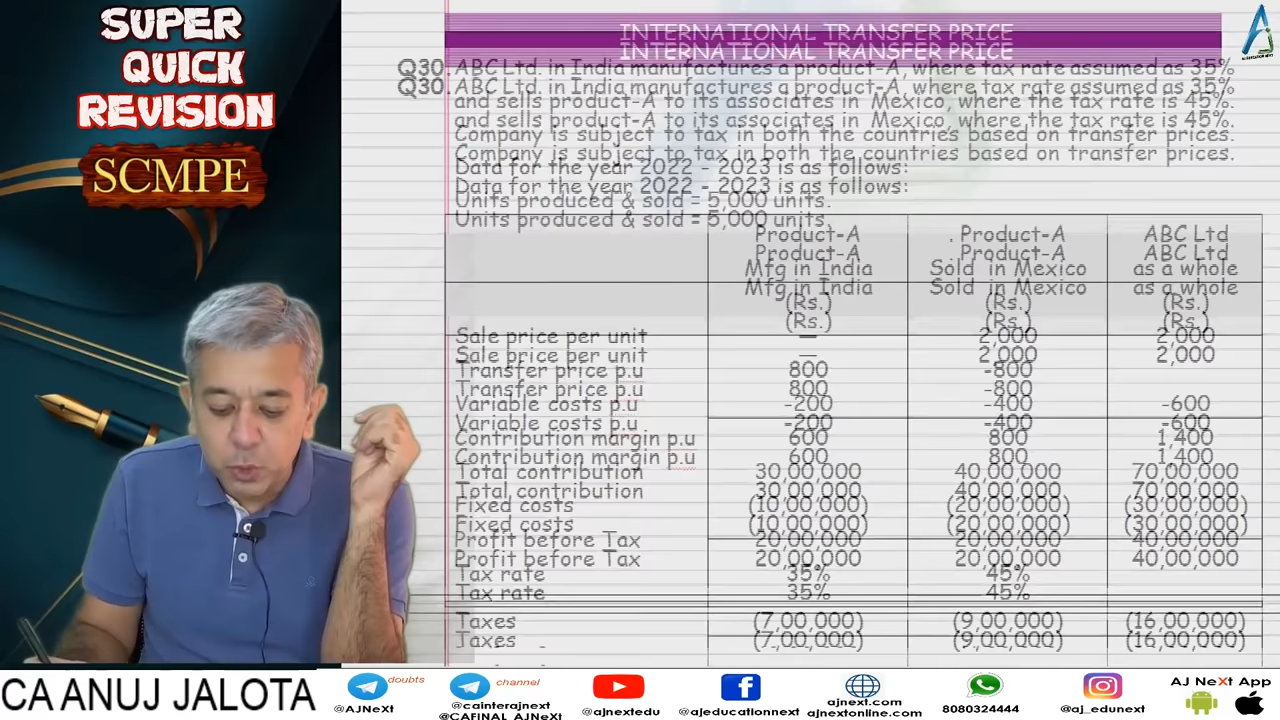 SUPER
QUICK
REVISION
SCMPE
INTERNATIONAL TRANSFER PRICE
Q30. ABC Ltd. in India manufactures a product-A, where tax rate assumed as 35%
and sells product-A to its associates in Mexico, where the tax rate is 45%.
Company is subject to tax in both the countries based on transfer prices.
Data for the year 2022 - 2023 is as follows:
Units produced & sold = 5,000 units.
Product-A . Product-A ABC Ltd
Mfg in India Sold in Mexico as a whole
(Rs.) (Rs.) (Rs.)
Sale price per unit — 2,000 2,000
Transfer price p.u 800 -800
Variable costs p.u -200 -400 -600
Contribution margin p.u 600 800 1,400
Total contribution 30,00,000 40,00,000 70,00,000
Fixed costs (10,00,000) (20,00,000) (30,00,000)
Profit before Tax 20,00,000 20,00,000 40,00,000
Tax rate 35% 45%
Taxes (7,00,000) (9,00,000) (16,00,000)
CA ANUJ JALOTA
doubts
@AJNeXt
channel
@cainterajnext
@CAFINAL_AJNeXt
@ajnextedu
@ajeducationnext
ajnext.com
ajnextonline.com
8080324444
@aj_edunext
AJ NeXt App